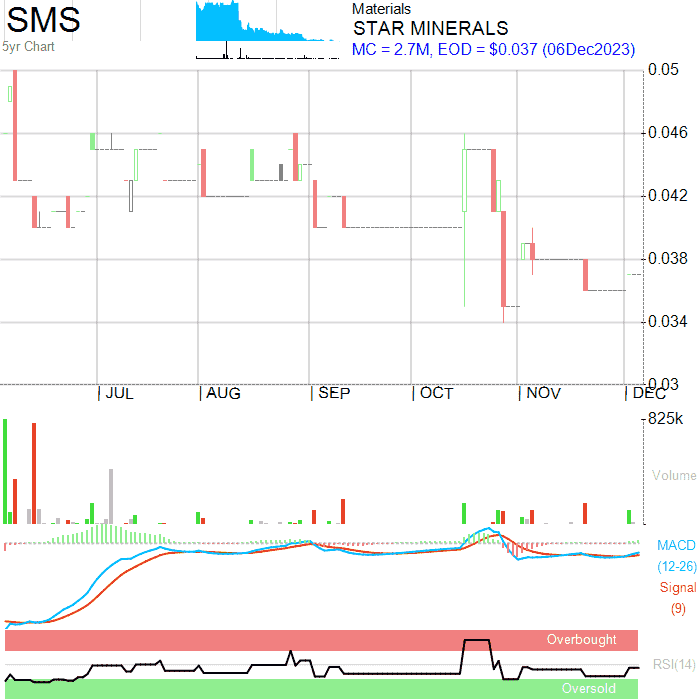 SMS
5yr Chart
Materials
STAR MINERALS
MC = 2.7M, EOD = $0.037 (06Dec2023)
0.05
0.046
0.042
0.038
0.034
0.03
JUL AUG SEP OCT NOV DEC
825k
Volume
MACD
(12-26)
Signal
(9)
Overbought
RSI(14)
Oversold